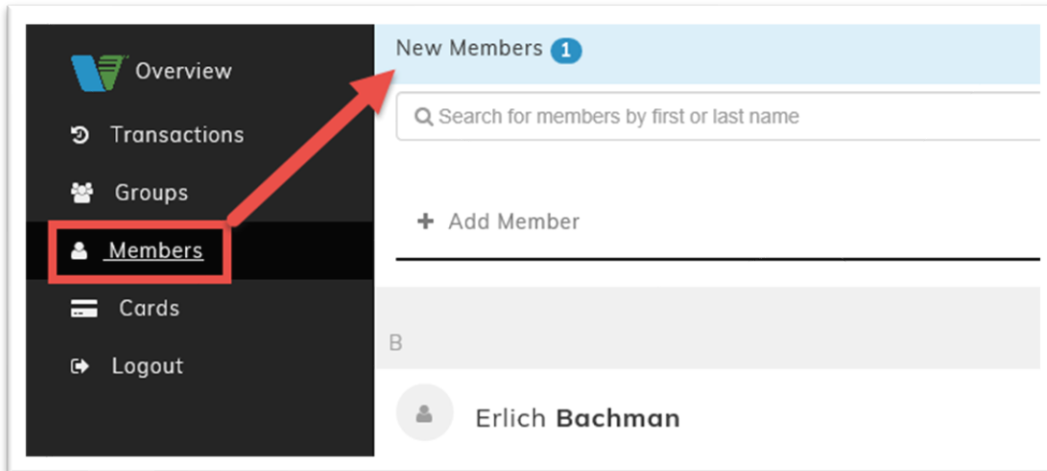 Overview
Transactions
Groups
Members
Cards
Logout
New Members 1
Search for members by first or last name
+ Add Member
B
Erlich Bachman